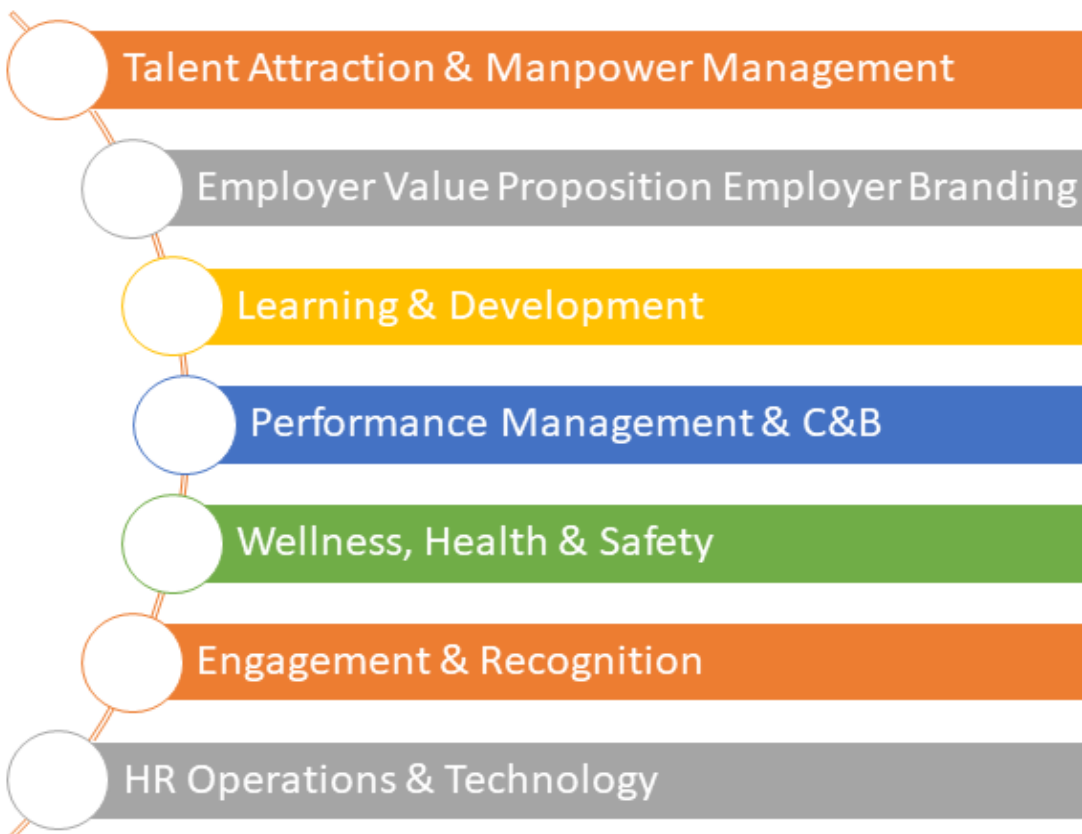 Talent Attraction & Manpower Management
Employer Value Proposition Employer Branding
Learning & Development
Performance Management & C&B
Wellness, Health & Safety
Engagement & Recognition
HR Operations & Technology